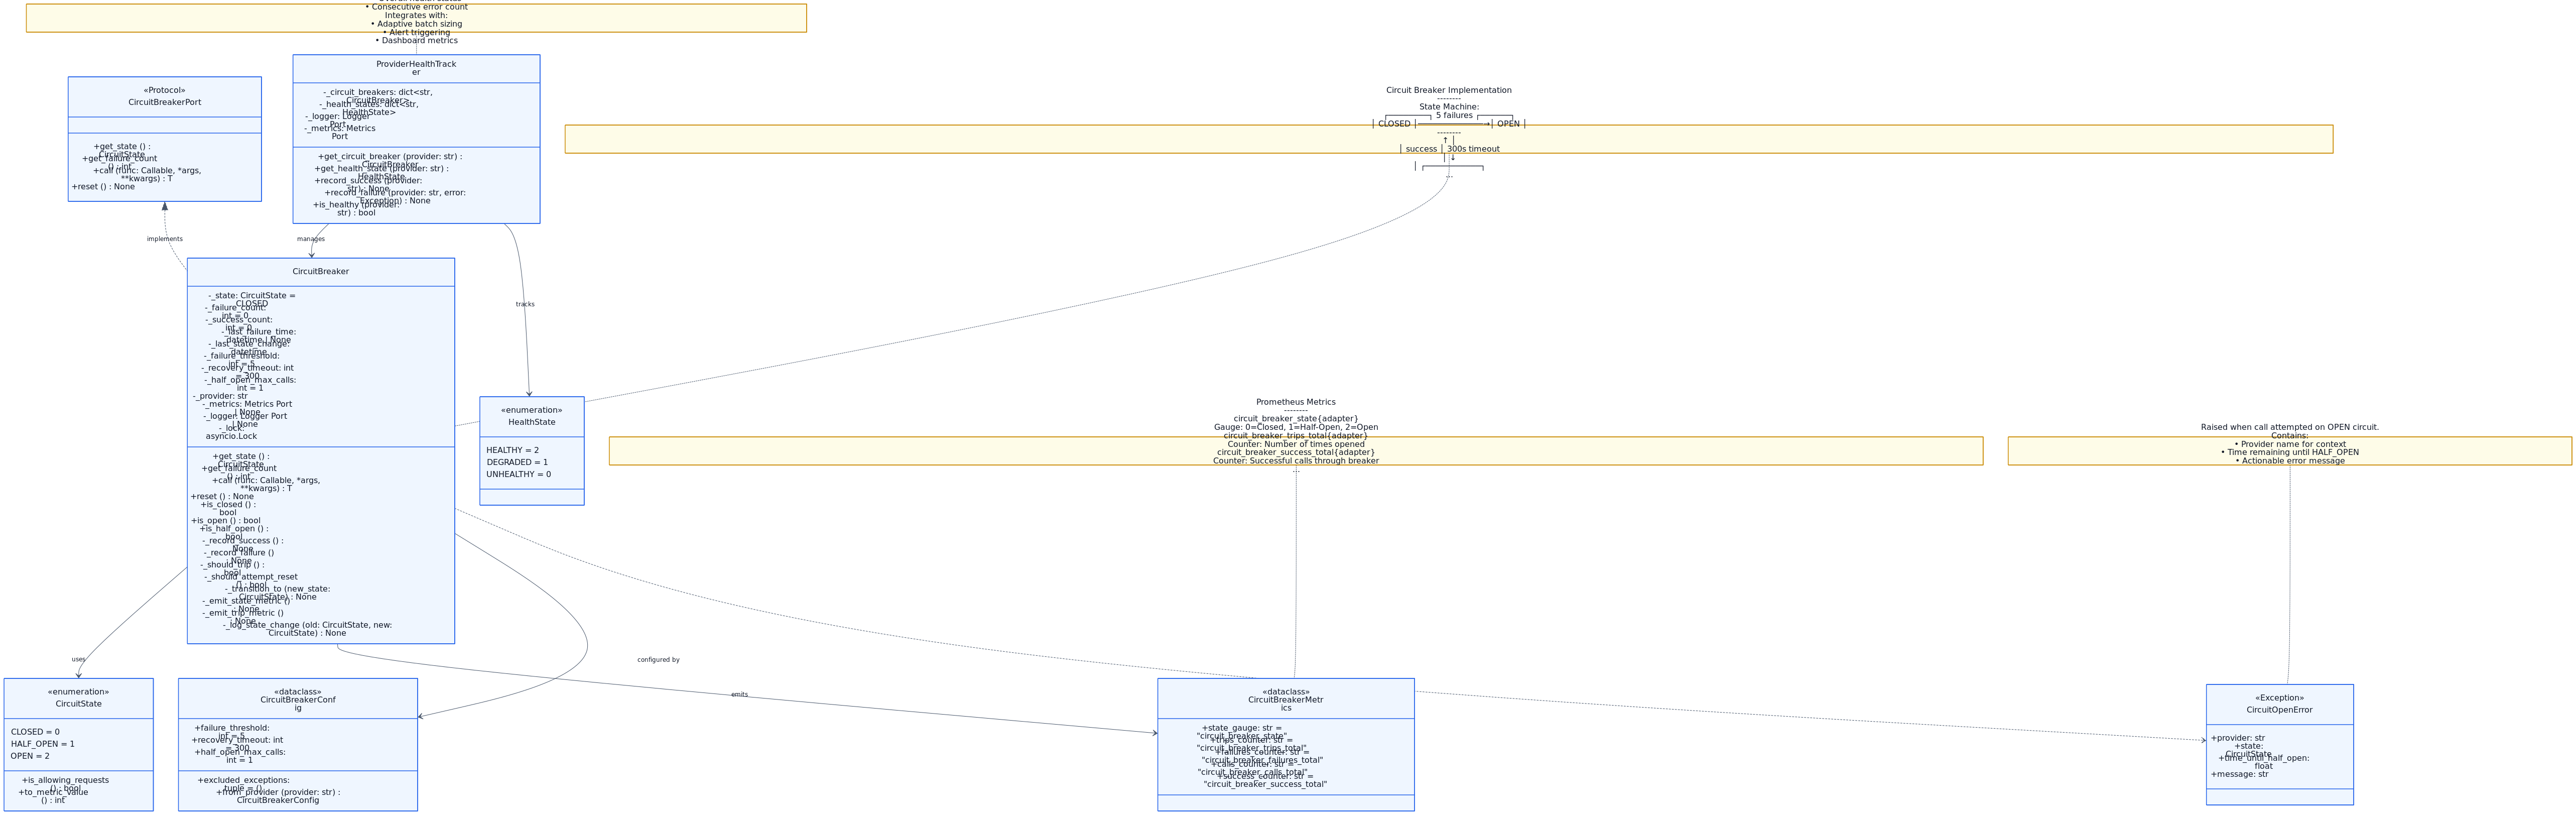 • Consecutive error count
Integrates with:
• Adaptive batch sizing
• Alert triggering
• Dashboard metrics
«Protocol»
CircuitBreakerPort
+get_state () :
CircuitState
+get_failure_count
() : int
+call (func: Callable, *args,
**kwargs) : T
+reset () : None
ProviderHealthTrack
er
-_circuit_breakers: dict<str,
CircuitBreaker>
-_health_states: dict<str,
HealthState>
-_logger: Logger
Port
-_metrics: Metrics
Port
+get_circuit_breaker (provider: str) :
CircuitBreaker
+get_health_state (provider: str) :
HealthState
+record_success (provider:
str) : None
+record_failure (provider: str, error:
Exception) : None
+is_healthy (provider:
str) : bool
Circuit Breaker Implementation
--------
State Machine:
5 failures
│ CLOSED │────────────→│ OPEN │
--------
↑ │
│ success │ 300s timeout
│ ↓
│ ┌──────────┐
...
implements
manages
tracks
CircuitBreaker
-_state: CircuitState =
CLOSED
-_failure_count:
int = 0
-_success_count:
int = 0
-_last_failure_time:
datetime | None
-_last_state_change:
datetime
-_failure_threshold:
int = 5
-_recovery_timeout: int
= 300
-_half_open_max_calls:
int = 1
-_provider: str
-_metrics: Metrics Port
| None
-_logger: Logger Port
| None
-_lock:
asyncio.Lock
+get_state () :
CircuitState
+get_failure_count
() : int
+call (func: Callable, *args,
**kwargs) : T
+reset () : None
+is_closed () :
bool
+is_open () : bool
+is_half_open () :
bool
-_record_success () :
None
-_record_failure ()
: None
-_should_trip () :
bool
-_should_attempt_reset
() : bool
-_transition_to (new_state:
CircuitState) : None
-_emit_state_metric ()
: None
-_emit_trip_metric ()
: None
-_log_state_change (old: CircuitState, new:
CircuitState) : None
«enumeration»
HealthState
HEALTHY = 2
DEGRADED = 1
UNHEALTHY = 0
Prometheus Metrics
--------
circuit_breaker_state{adapter}
Gauge: 0=Closed, 1=Half-Open, 2=Open
circuit_breaker_trips_total{adapter}
Counter: Number of times opened
circuit_breaker_success_total{adapter}
Counter: Successful calls through breaker
...
Raised when call attempted on OPEN circuit.
Contains:
• Provider name for context
• Time remaining until HALF_OPEN
• Actionable error message
uses
configured by
emits
«enumeration»
CircuitState
CLOSED = 0
HALF_OPEN = 1
OPEN = 2
+is_allowing_requests
() : bool
+to_metric_value
() : int
«dataclass»
CircuitBreakerConf
ig
+failure_threshold:
int = 5
+recovery_timeout: int
= 300
+half_open_max_calls:
int = 1
+excluded_exceptions:
tuple = ()
+from_provider (provider: str) :
CircuitBreakerConfig
«dataclass»
CircuitBreakerMetr
ics
+state_gauge: str =
"circuit_breaker_state"
+trips_counter: str =
"circuit_breaker_trips_total"
+failures_counter: str =
"circuit_breaker_failures_total"
+calls_counter: str =
"circuit_breaker_calls_total"
+success_counter: str =
"circuit_breaker_success_total"
«Exception»
CircuitOpenError
+provider: str
+state:
CircuitState
+time_until_half_open:
float
+message: str